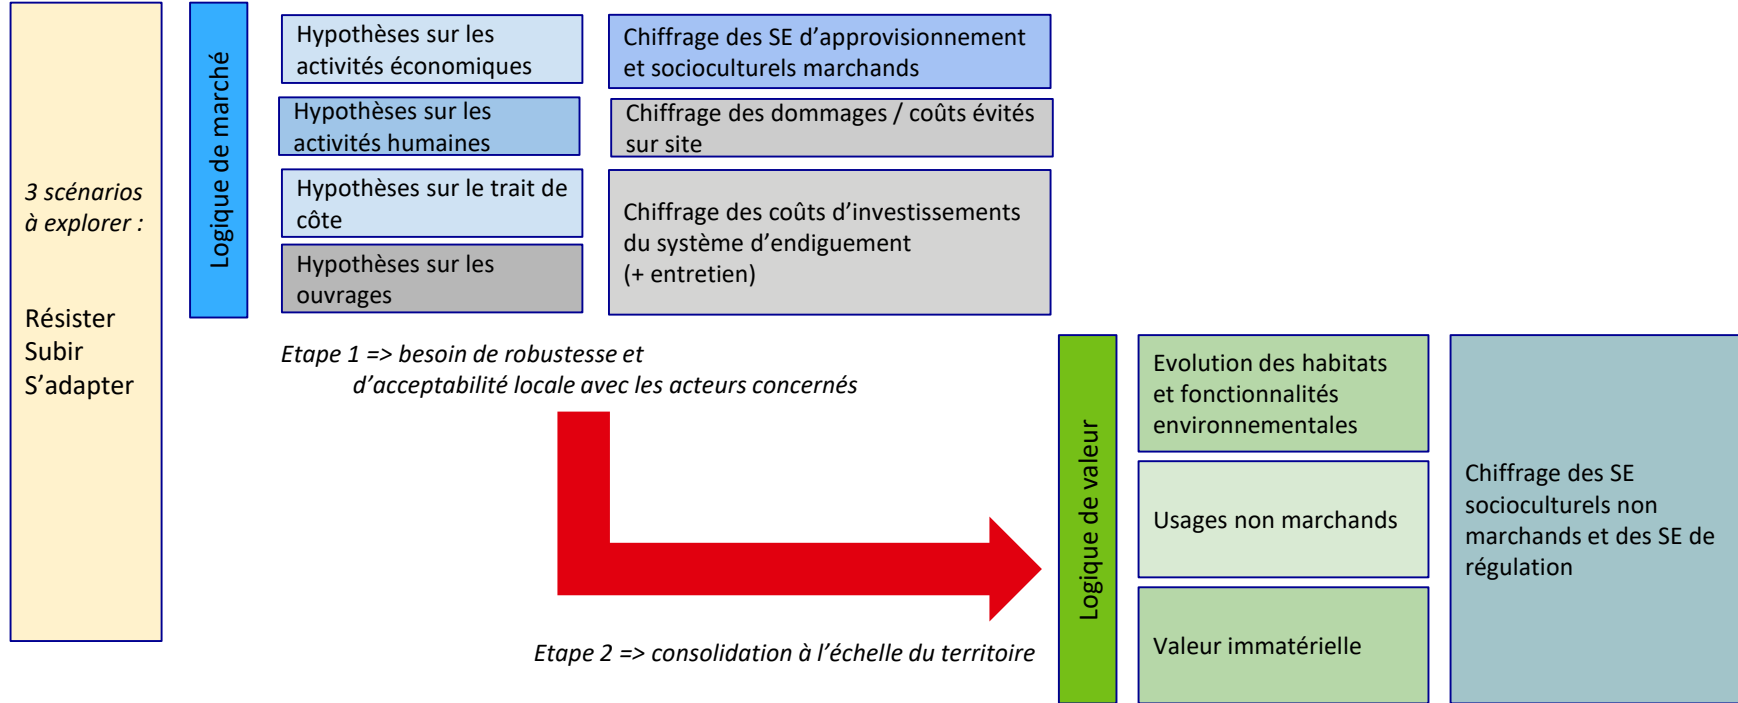 3 scénarios
à explorer :
Résister
Subir
S'adapter
Logique de marché
Hypothèses sur les
activités économiques
Chiffrage des SE d'approvisionnement
et socioculturels marchands
Hypothèses sur les
activités humaines
Chiffrage des dommages / coûts évités
sur site
Hypothèses sur le trait de
côte
Hypothèses sur les
ouvrages
Chiffrage des coûts d'investissements
du système d'endiguement
(+ entretien)
Etape 1 => besoin de robustesse et
d'acceptabilité locale avec les acteurs concernés
Etape 2 => consolidation à l'échelle du territoire
Logique de valeur
Evolution des habitats
et fonctionnalités
environnementales
Usages non marchands
Valeur immatérielle
Chiffrage des SE
socioculturels non
marchands et des SE de
régulation